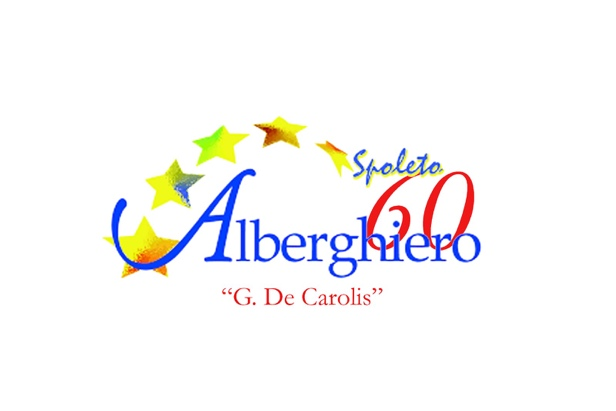 Spoleto
60
Alberghiero
“G. De Carolis”